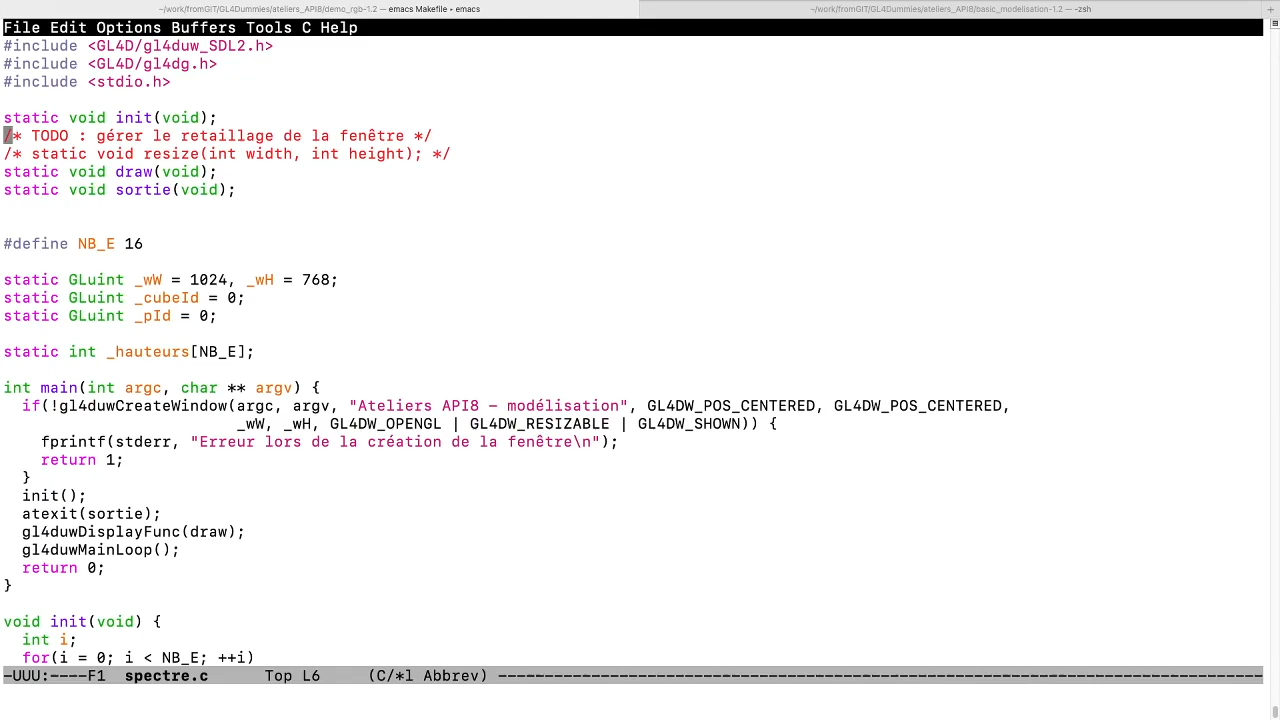 ~/work/fromGIT/GL4Dummies/ateliers_API8/demo_rgb-1.2 — emacs Makefile ▸ emacs
~/work/fromGIT/GL4Dummies/ateliers_API8/basic_modelisation-1.2 — -zsh
File Edit Options Buffers Tools C Help
#include <GL4D/gl4duw_SDL2.h>
#include <GL4D/gl4dg.h>
#include <stdio.h>
static void init(void);
/* TODO : gérer le retaillage de la fenêtre */
/* static void resize(int width, int height); */
static void draw(void);
static void sortie(void);
#define NB_E 16
static GLuint _wW = 1024, _wH = 768;
static GLuint _cubeId = 0;
static GLuint _pId = 0;
static int _hauteurs[NB_E];
int main(int argc, char ** argv) {
  if(!gl4duwCreateWindow(argc, argv, "Ateliers API8 - modélisation", GL4DW_POS_CENTERED, GL4DW_POS_CENTERED,
                         _wW, _wH, GL4DW_OPENGL | GL4DW_RESIZABLE | GL4DW_SHOWN)) {
    fprintf(stderr, "Erreur lors de la création de la fenêtre\n");
    return 1;
  }
  init();
  atexit(sortie);
  gl4duwDisplayFunc(draw);
  gl4duwMainLoop();
  return 0;
}
void init(void) {
  int i;
  for(i = 0; i < NB_E; ++i)
-UUU:----F1  spectre.c      Top L6     (C/*l Abbrev) ----------------------------------------------------------------------------------